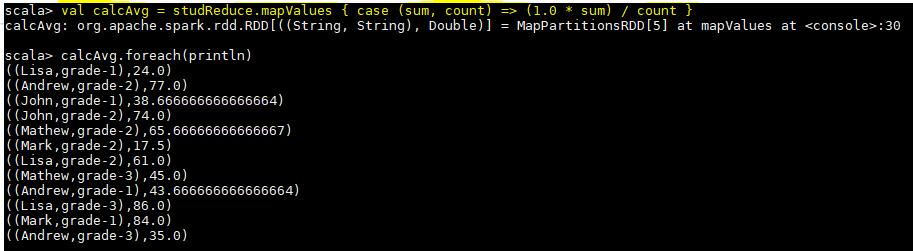 scala> val calcAvg = studReduce.mapValues { case (sum, count) => (1.0 * sum) / count }
calcAvg: org.apache.spark.rdd.RDD[((String, String), Double)] = MapPartitionsRDD[5] at mapValues at <console>:30
scala> calcAvg.foreach(println)
((Lisa,grade-1),24.0)
((Andrew,grade-2),77.0)
((John,grade-1),38.666666666666664)
((John,grade-2),74.0)
((Mathew,grade-2),65.66666666666667)
((Mark,grade-2),17.5)
((Lisa,grade-2),61.0)
((Mathew,grade-3),45.0)
((Andrew,grade-1),43.666666666666664)
((Lisa,grade-3),86.0)
((Mark,grade-1),84.0)
((Andrew,grade-3),35.0)